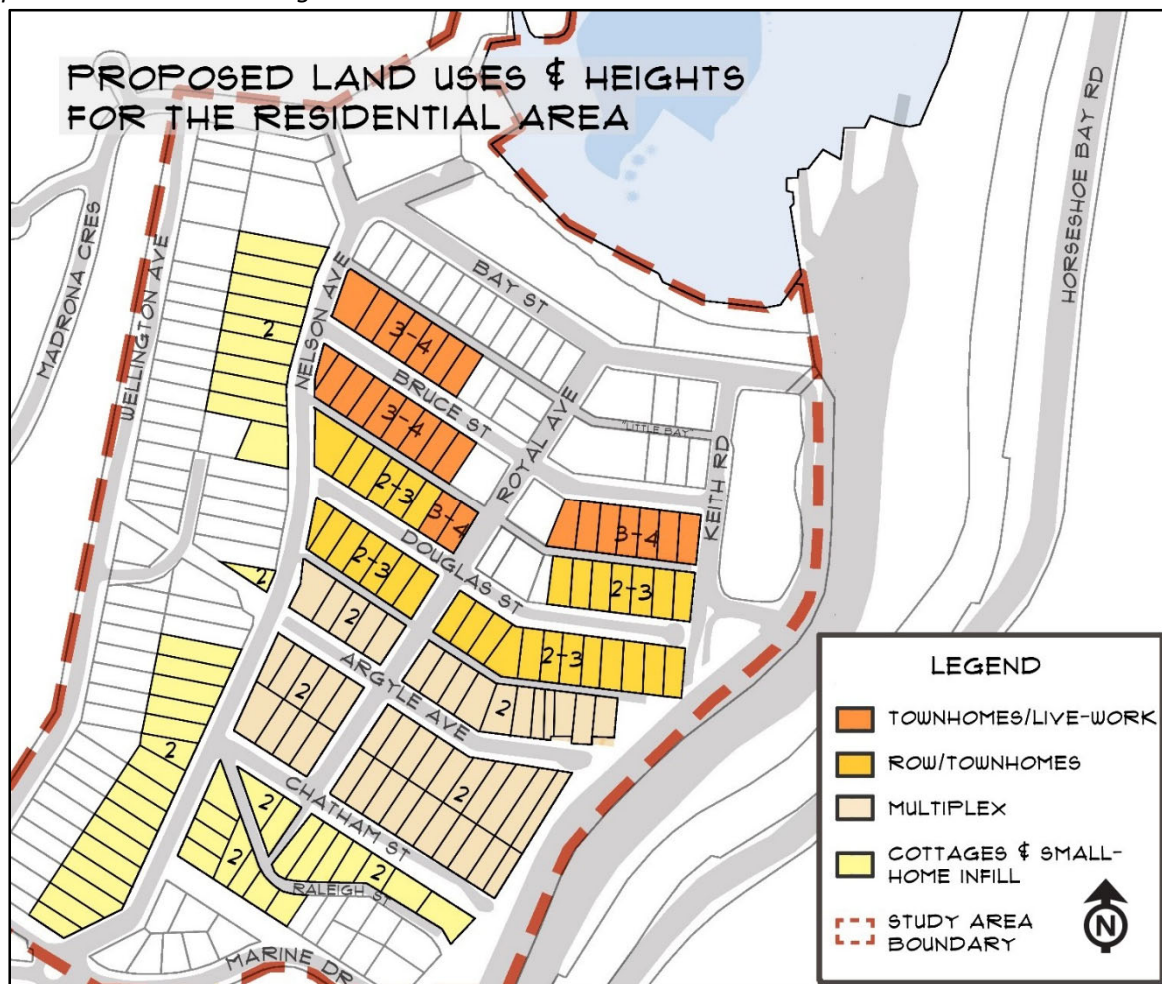 PROPOSED LAND USES & HEIGHTS
FOR THE RESIDENTIAL AREA
MADRONA CRES
WELLINGTON AVE
NELSON AVE
BAY ST
HORSESHOE BAY RD
2
3-4
BRUCE ST
3-4
ROYAL AVE
"LITTLE BAY"
KEITH RD
2-3
3-4
3-4
DOUGLAS ST
2-3
2-3
2
2
2-3
ARGYLE AVE
2
2
2
2
CHATHAM ST
2
2
2
RALEIGH ST
MARINE DR
LEGEND
TOWNHOMES/LIVE-WORK
ROW/TOWNHOMES
MULTIPLEX
COTTAGES & SMALL-
HOME INFILL
STUDY AREA
BOUNDARY
N